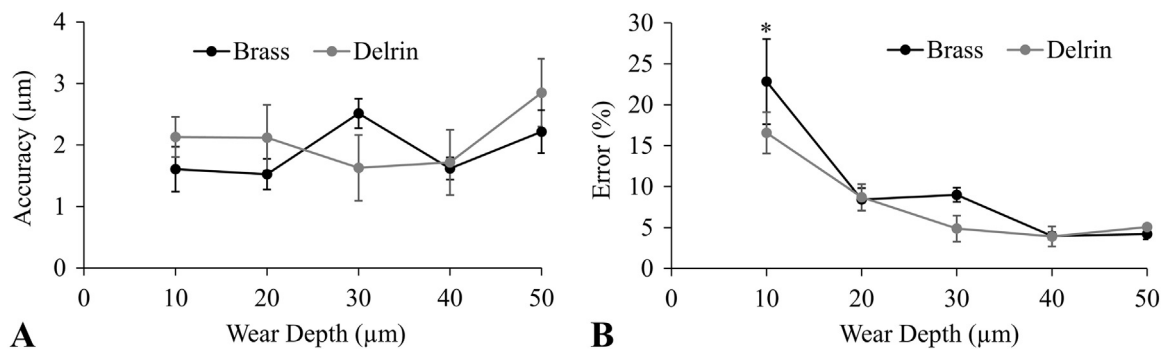 4
3
2
1
0
Accuracy (µm)
Brass Delrin
0 10 20 30 40 50
Wear Depth (µm)
A
30
25
20
15
10
5
0
Error (%)
*
Brass Delrin
0 10 20 30 40 50
Wear Depth (µm)
B